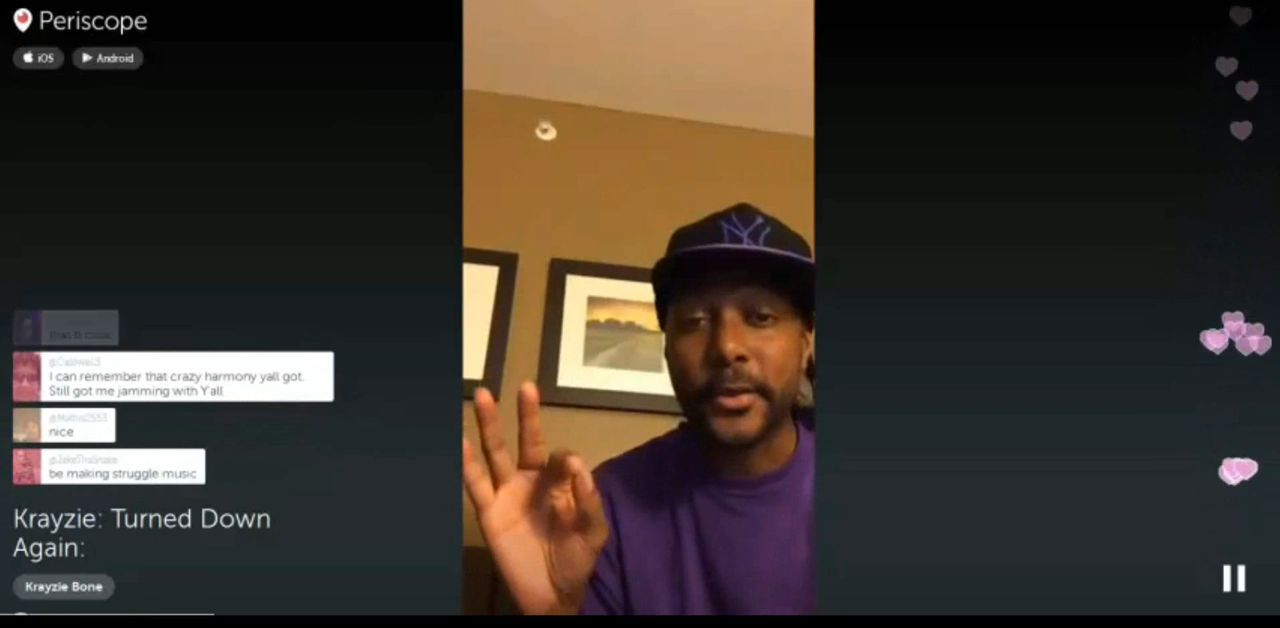 Periscope
iOS
Android
NY
I can remember that crazy harmony yall got.
Still got me jamming with Y'all
nice
be making struggle music
Krayzie: Turned Down
Again:
Krayzie Bone